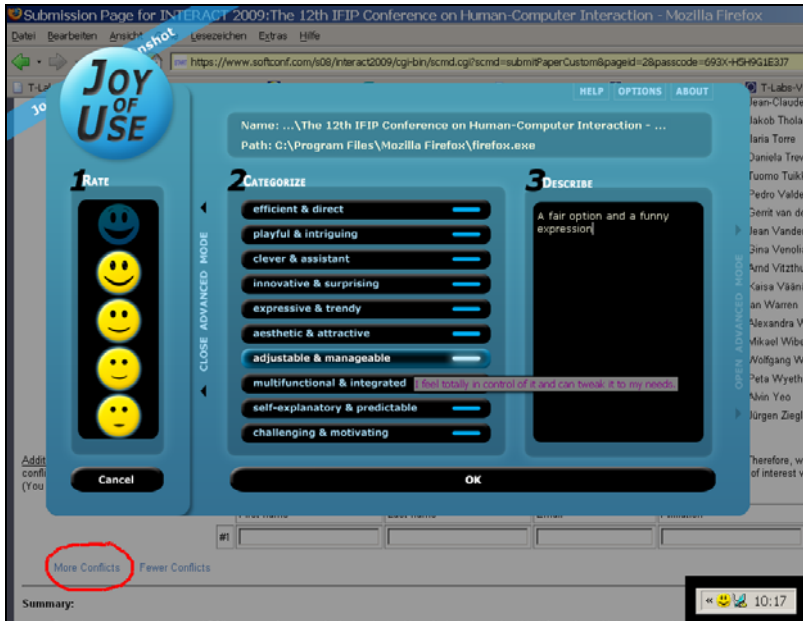 Submission Page for INTERACT 2009:The 12th IFIP Conference on Human-Computer Interaction - Mozilla Firefox
Datei Bearbeiten Ansicht Lesezeichen Extras Hilfe
https://www.softconf.com/s08/interact2009/cgi-bin/scmd.cgi?scmd=submitPaperCustom&pageid=2&passcode=693X-H5H9G1E3J7
JOY
OF
USE
HELP OPTIONS ABOUT
Name: ...\The 12th IFIP Conference on Human-Computer Interaction - ...
Path: C:\Program Files\Mozilla Firefox\firefox.exe
1 RATE
2 CATEGORIZE
3 DESCRIBE
efficient & direct
playful & intriguing
clever & assistant
innovative & surprising
expressive & trendy
aesthetic & attractive
adjustable & manageable
multifunctional & integrated
I feel totally in control of it and can tweak it to my needs.
self-explanatory & predictable
challenging & motivating
A fair option and a funny
expression
CLOSE ADVANCED MODE
OPEN ADVANCED MODE
Cancel
OK
T-Labs-V
Jean-Claude
Jakob Thola
Ilaria Torre
Daniela Trev
Tuomo Tuikk
Pedro Valde
Gerrit van de
Jean Vander
Gina Venolia
Arnd Vitzthu
Kaisa Vään
Ian Warren
Alexandra W
Mikael Wibe
Wolfgang W
Peta Wyeth
Alvin Yeo
Jürgen Ziegl
Addit
confli
(You
Therefore, w
of interest v
#1
More Conflicts Fewer Conflicts
Summary:
« 10:17